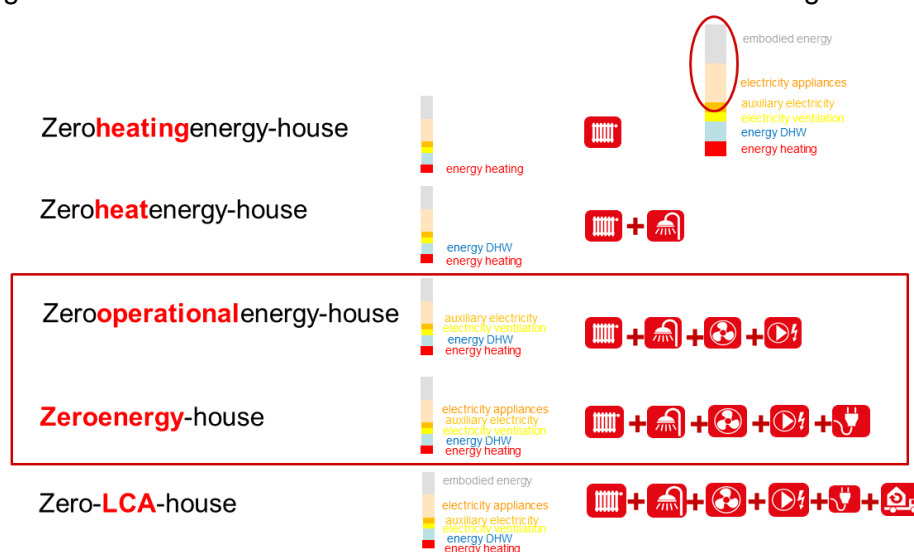 embodied energy
electricity appliances
auxiliary electricity
electricity ventilation
energy DHW
energy heating
Zeroheatingenergy-house
energy heating
Zeroheatenergy-house
energy DHW
energy heating
Zerooperationalenergy-house
auxiliary electricity
electricity ventilation
energy DHW
energy heating
Zeroenergy-house
electricity appliances
auxiliary electricity
electricity ventilation
energy DHW
energy heating
Zero-LCA-house
embodied energy
electricity appliances
auxiliary electricity
electricity ventilation
energy DHW
energy heating